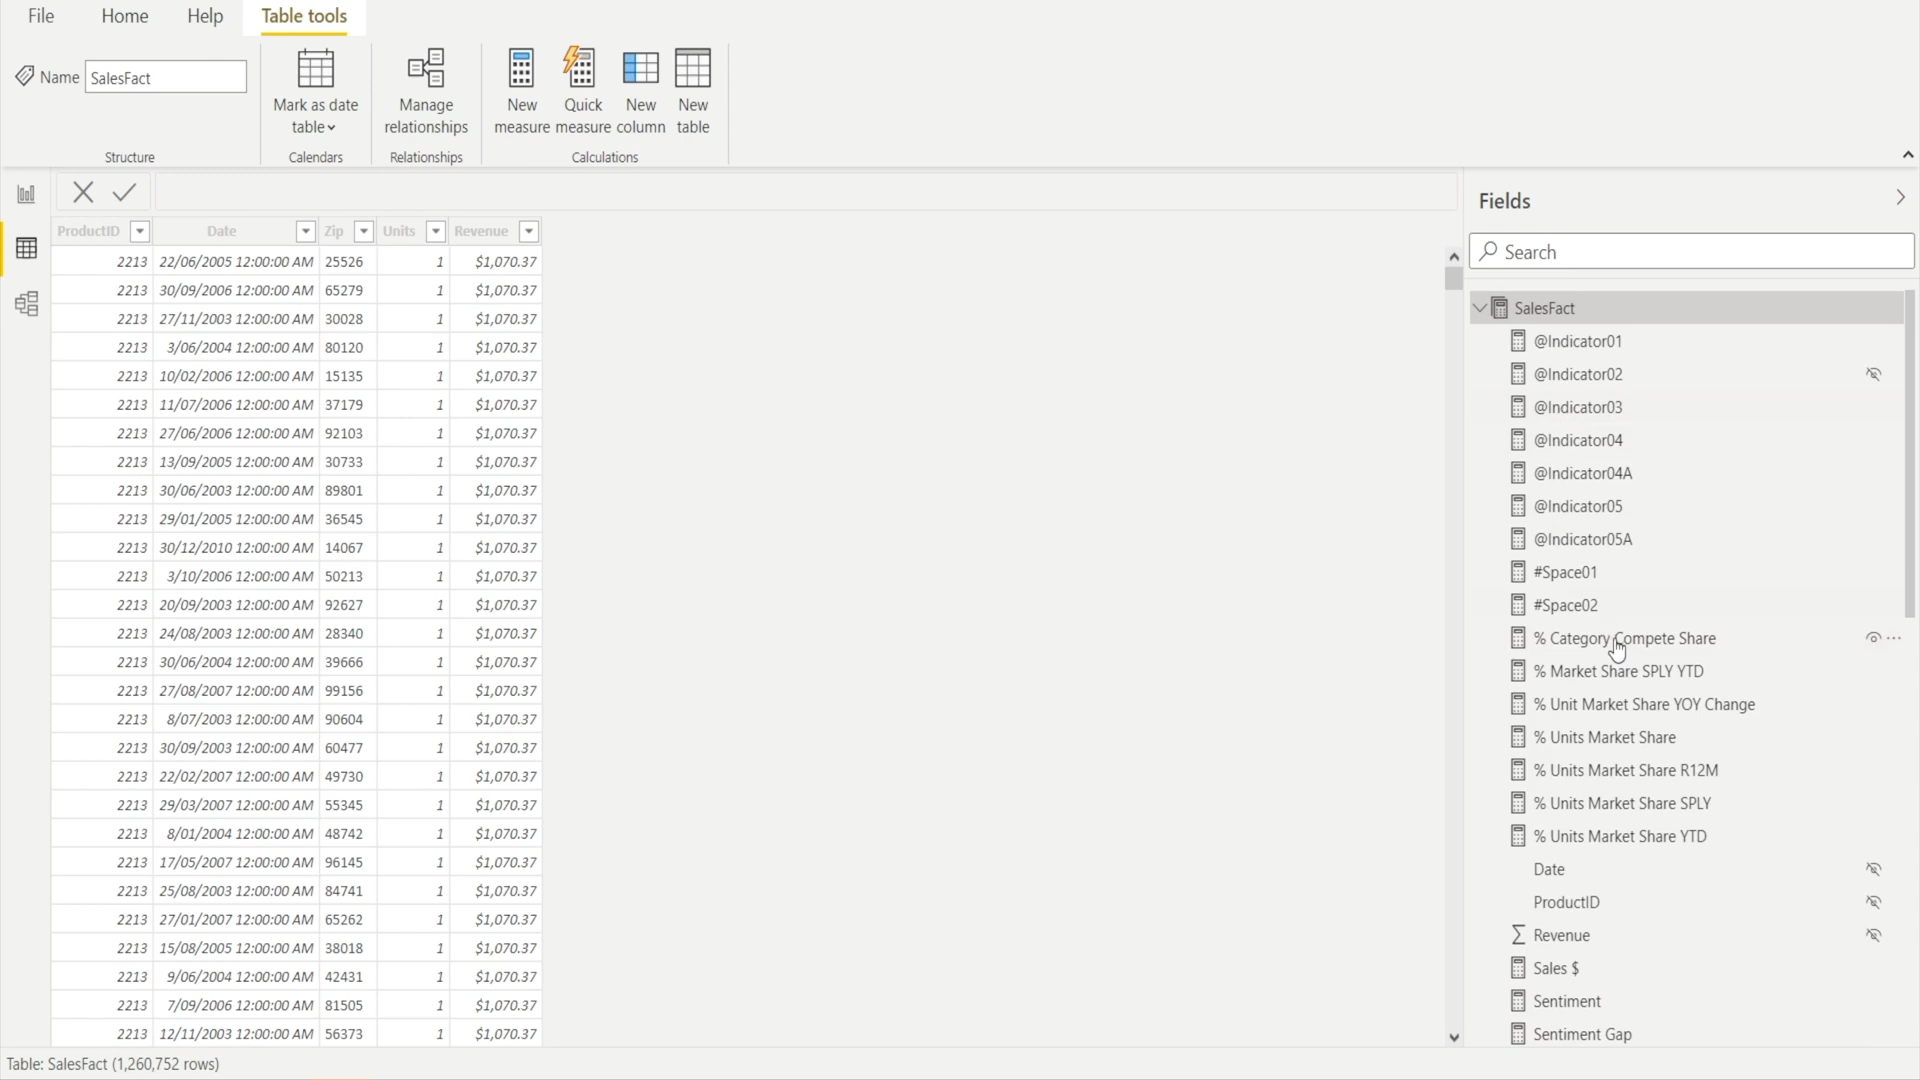 File Home Help Table tools
Name SalesFact
Mark as date table
Manage relationships
New measure
Quick measure
New column
New table
Structure Calendars Relationships Calculations
ProductID Date Zip Units Revenue
2213 22/06/2005 12:00:00 AM 25526 1 $1,070.37
2213 30/09/2006 12:00:00 AM 65279 1 $1,070.37
2213 27/11/2003 12:00:00 AM 30028 1 $1,070.37
2213 3/06/2004 12:00:00 AM 80120 1 $1,070.37
2213 10/02/2006 12:00:00 AM 15135 1 $1,070.37
2213 11/07/2006 12:00:00 AM 37179 1 $1,070.37
2213 27/06/2006 12:00:00 AM 92103 1 $1,070.37
2213 13/09/2005 12:00:00 AM 30733 1 $1,070.37
2213 30/06/2003 12:00:00 AM 89801 1 $1,070.37
2213 29/01/2005 12:00:00 AM 36545 1 $1,070.37
2213 30/12/2010 12:00:00 AM 14067 1 $1,070.37
2213 3/10/2006 12:00:00 AM 50213 1 $1,070.37
2213 20/09/2003 12:00:00 AM 92627 1 $1,070.37
2213 24/08/2003 12:00:00 AM 28340 1 $1,070.37
2213 30/06/2004 12:00:00 AM 39666 1 $1,070.37
2213 27/08/2007 12:00:00 AM 99156 1 $1,070.37
2213 8/07/2003 12:00:00 AM 90604 1 $1,070.37
2213 30/09/2003 12:00:00 AM 60477 1 $1,070.37
2213 22/02/2007 12:00:00 AM 49730 1 $1,070.37
2213 29/03/2007 12:00:00 AM 55345 1 $1,070.37
2213 8/01/2004 12:00:00 AM 48742 1 $1,070.37
2213 17/05/2007 12:00:00 AM 96145 1 $1,070.37
2213 25/08/2003 12:00:00 AM 84741 1 $1,070.37
2213 27/01/2007 12:00:00 AM 65262 1 $1,070.37
2213 15/08/2005 12:00:00 AM 38018 1 $1,070.37
2213 9/06/2004 12:00:00 AM 42431 1 $1,070.37
2213 7/09/2006 12:00:00 AM 81505 1 $1,070.37
2213 12/11/2003 12:00:00 AM 56373 1 $1,070.37
Fields
Search
SalesFact
@Indicator01
@Indicator02
@Indicator03
@Indicator04
@Indicator04A
@Indicator05
@Indicator05A
#Space01
#Space02
% Category Compete Share
% Market Share SPLY YTD
% Unit Market Share YOY Change
% Units Market Share
% Units Market Share R12M
% Units Market Share SPLY
% Units Market Share YTD
Date
ProductID
Revenue
Sales $
Sentiment
Sentiment Gap
Table: SalesFact (1,260,752 rows)